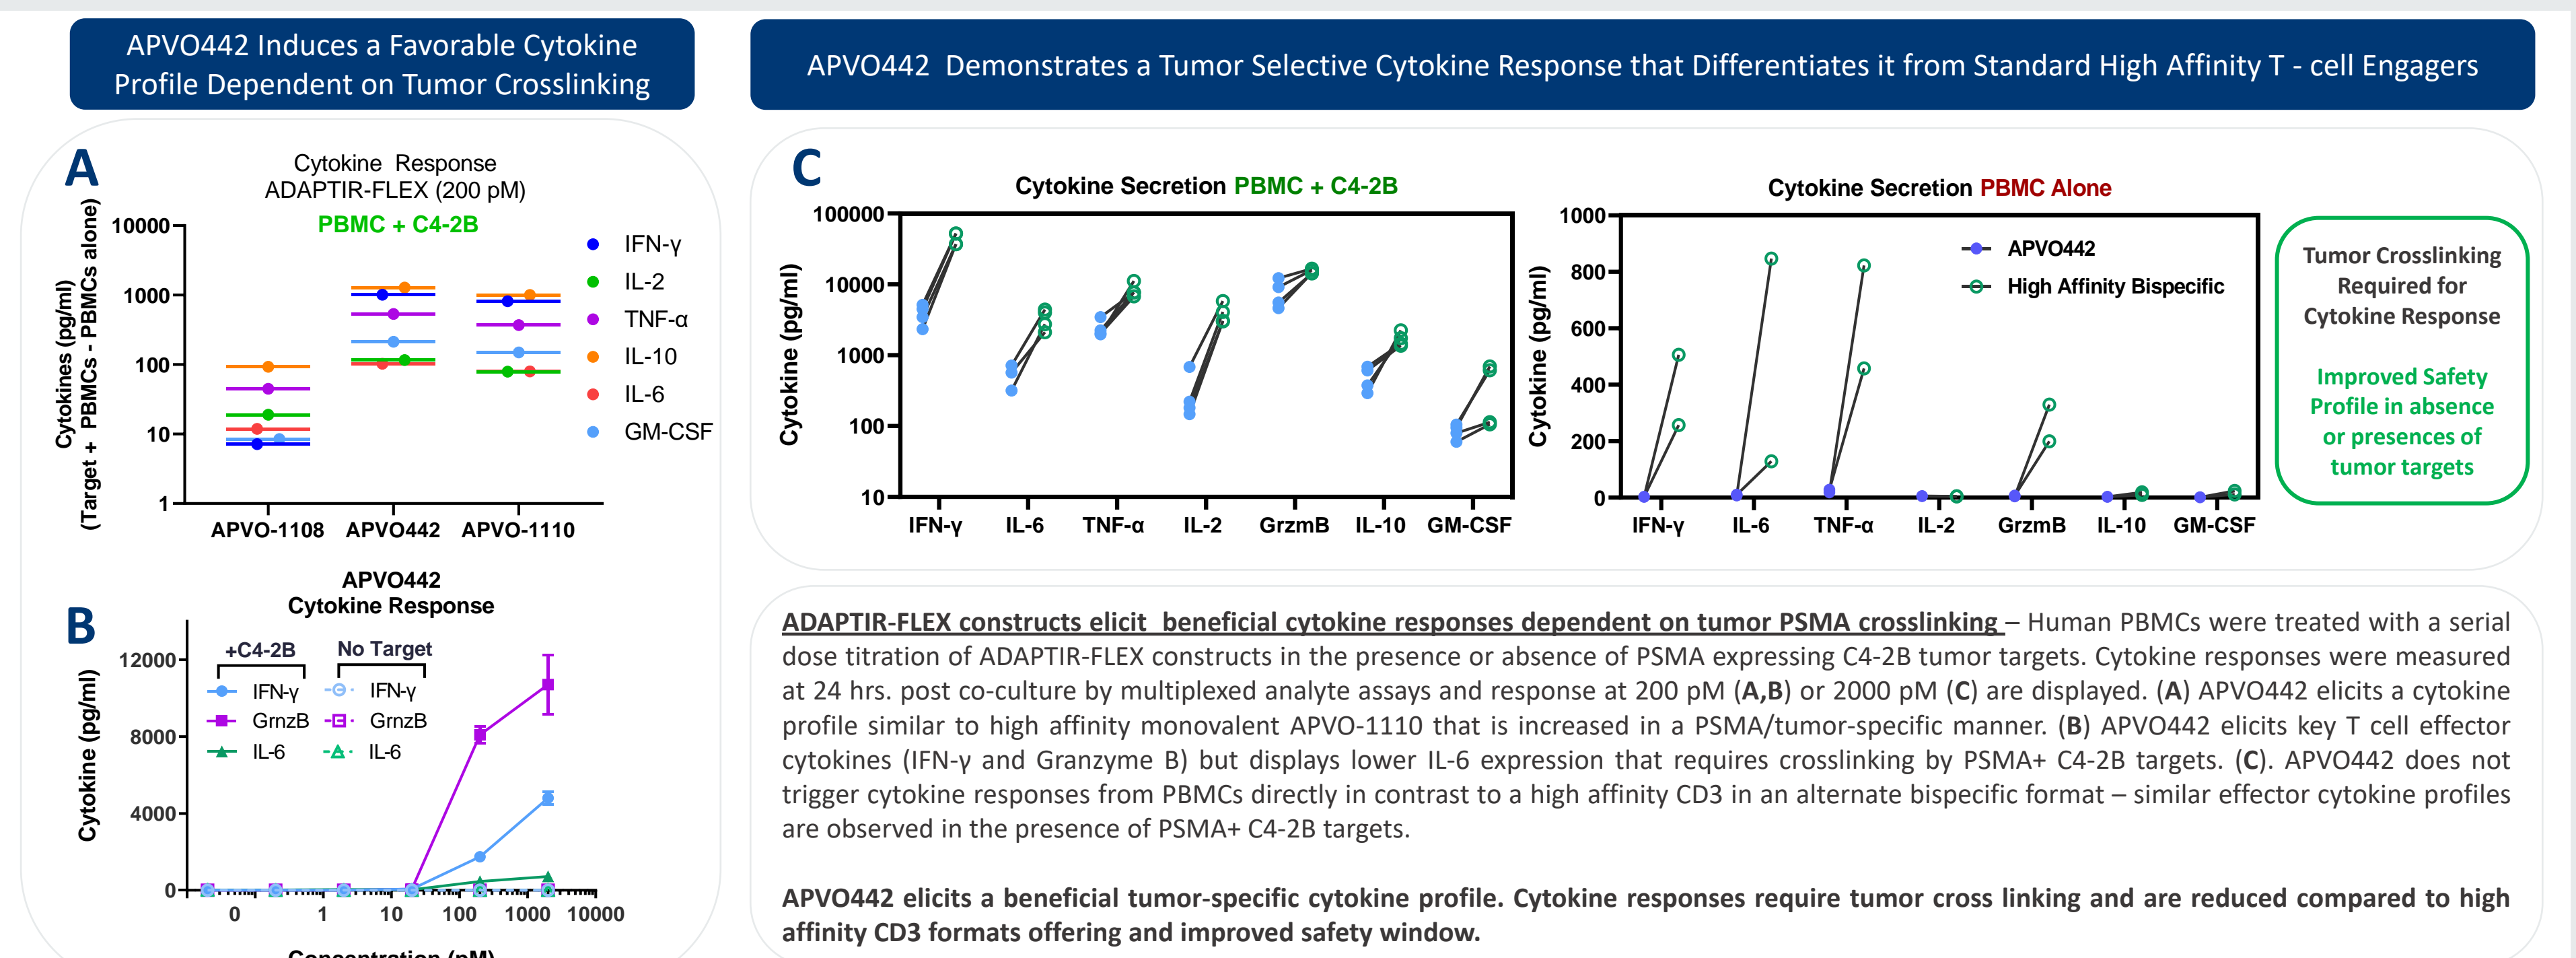 APVO442 Induces a Favorable Cytokine
Profile Dependent on Tumor Crosslinking
APVO442 Demonstrates a Tumor Selective Cytokine Response that Differentiates it from Standard High Affinity T - cell Engagers
A
Cytokine Response
ADAPTIR-FLEX (200 pM)
PBMC + C4-2B
Cytokines (pg/ml)
(Target + PBMCs - PBMCs alone)
10000
1000
100
10
1
APVO-1108 APVO442 APVO-1110
IFN-γ
IL-2
TNF-α
IL-10
IL-6
GM-CSF
B
APVO442
Cytokine Response
Cytokine (pg/ml)
+C4-2B No Target
IFN-γ IFN-γ
GrnzB GrnzB
IL-6 IL-6
12000
8000
4000
0
0 1 10 100 1000 10000
Concentration (pM)
C
Cytokine Secretion PBMC + C4-2B
Cytokine (pg/ml)
100000
10000
1000
100
10
IFN-γ IL-6 TNF-α IL-2 GrzmB IL-10 GM-CSF
Cytokine Secretion PBMC Alone
Cytokine (pg/ml)
1000
800
600
400
200
0
APVO442
High Affinity Bispecific
IFN-γ IL-6 TNF-α IL-2 GrzmB IL-10 GM-CSF
Tumor Crosslinking
Required for
Cytokine Response
Improved Safety
Profile in absence
or presences of
tumor targets
ADAPTIR-FLEX constructs elicit beneficial cytokine responses dependent on tumor PSMA crosslinking – Human PBMCs were treated with a serial
dose titration of ADAPTIR-FLEX constructs in the presence or absence of PSMA expressing C4-2B tumor targets. Cytokine responses were measured
at 24 hrs. post co-culture by multiplexed analyte assays and response at 200 pM (A,B) or 2000 pM (C) are displayed. (A) APVO442 elicits a cytokine
profile similar to high affinity monovalent APVO-1110 that is increased in a PSMA/tumor-specific manner. (B) APVO442 elicits key T cell effector
cytokines (IFN-γ and Granzyme B) but displays lower IL-6 expression that requires crosslinking by PSMA+ C4-2B targets. (C). APVO442 does not
trigger cytokine responses from PBMCs directly in contrast to a high affinity CD3 in an alternate bispecific format – similar effector cytokine profiles
are observed in the presence of PSMA+ C4-2B targets.
APVO442 elicits a beneficial tumor-specific cytokine profile. Cytokine responses require tumor cross linking and are reduced compared to high
affinity CD3 formats offering and improved safety window.